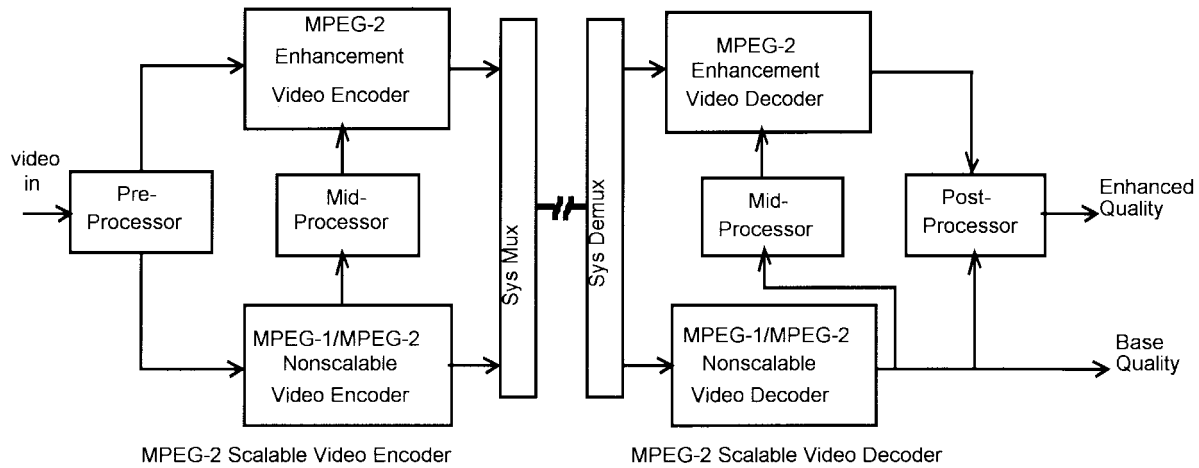 MPEG-2
Enhancement
Video Encoder
MPEG-2
Enhancement
Video Decoder
video
in
Pre-
Processor
Mid-
Processor
Sys Mux
Sys Demux
Mid-
Processor
Post-
Processor
Enhanced
Quality
MPEG-1/MPEG-2
Nonscalable
Video Encoder
MPEG-1/MPEG-2
Nonscalable
Video Decoder
Base
Quality
MPEG-2 Scalable Video Encoder
MPEG-2 Scalable Video Decoder